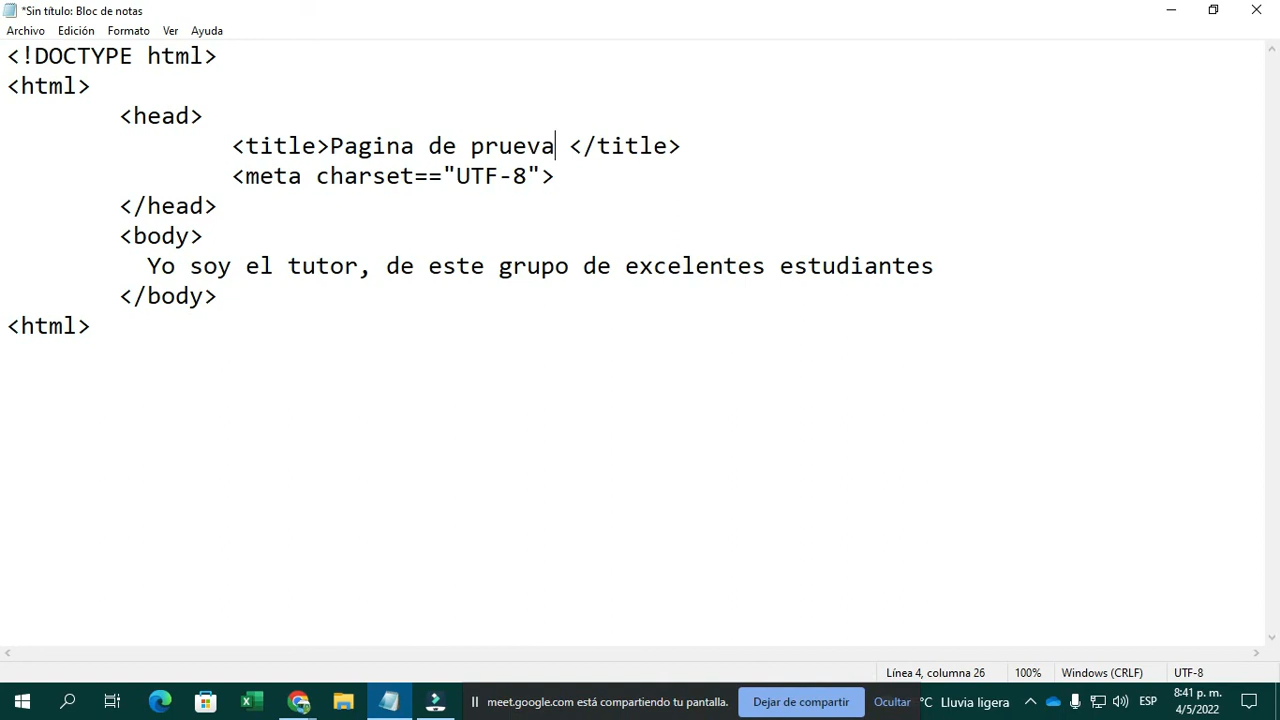 *Sin título: Bloc de notas
Archivo Edición Formato Ver Ayuda
<!DOCTYPE html>
<html>
<head>
<title>Pagina de prueva </title>
<meta charset=="UTF-8">
</head>
<body>
Yo soy el tutor, de este grupo de excelentes estudiantes
</body>
<html>
Línea 4, columna 26 100% Windows (CRLF) UTF-8
meet.google.com está compartiendo tu pantalla. Dejar de compartir Ocultar °C Lluvia ligera ESP 8:41 p. m.
4/5/2022